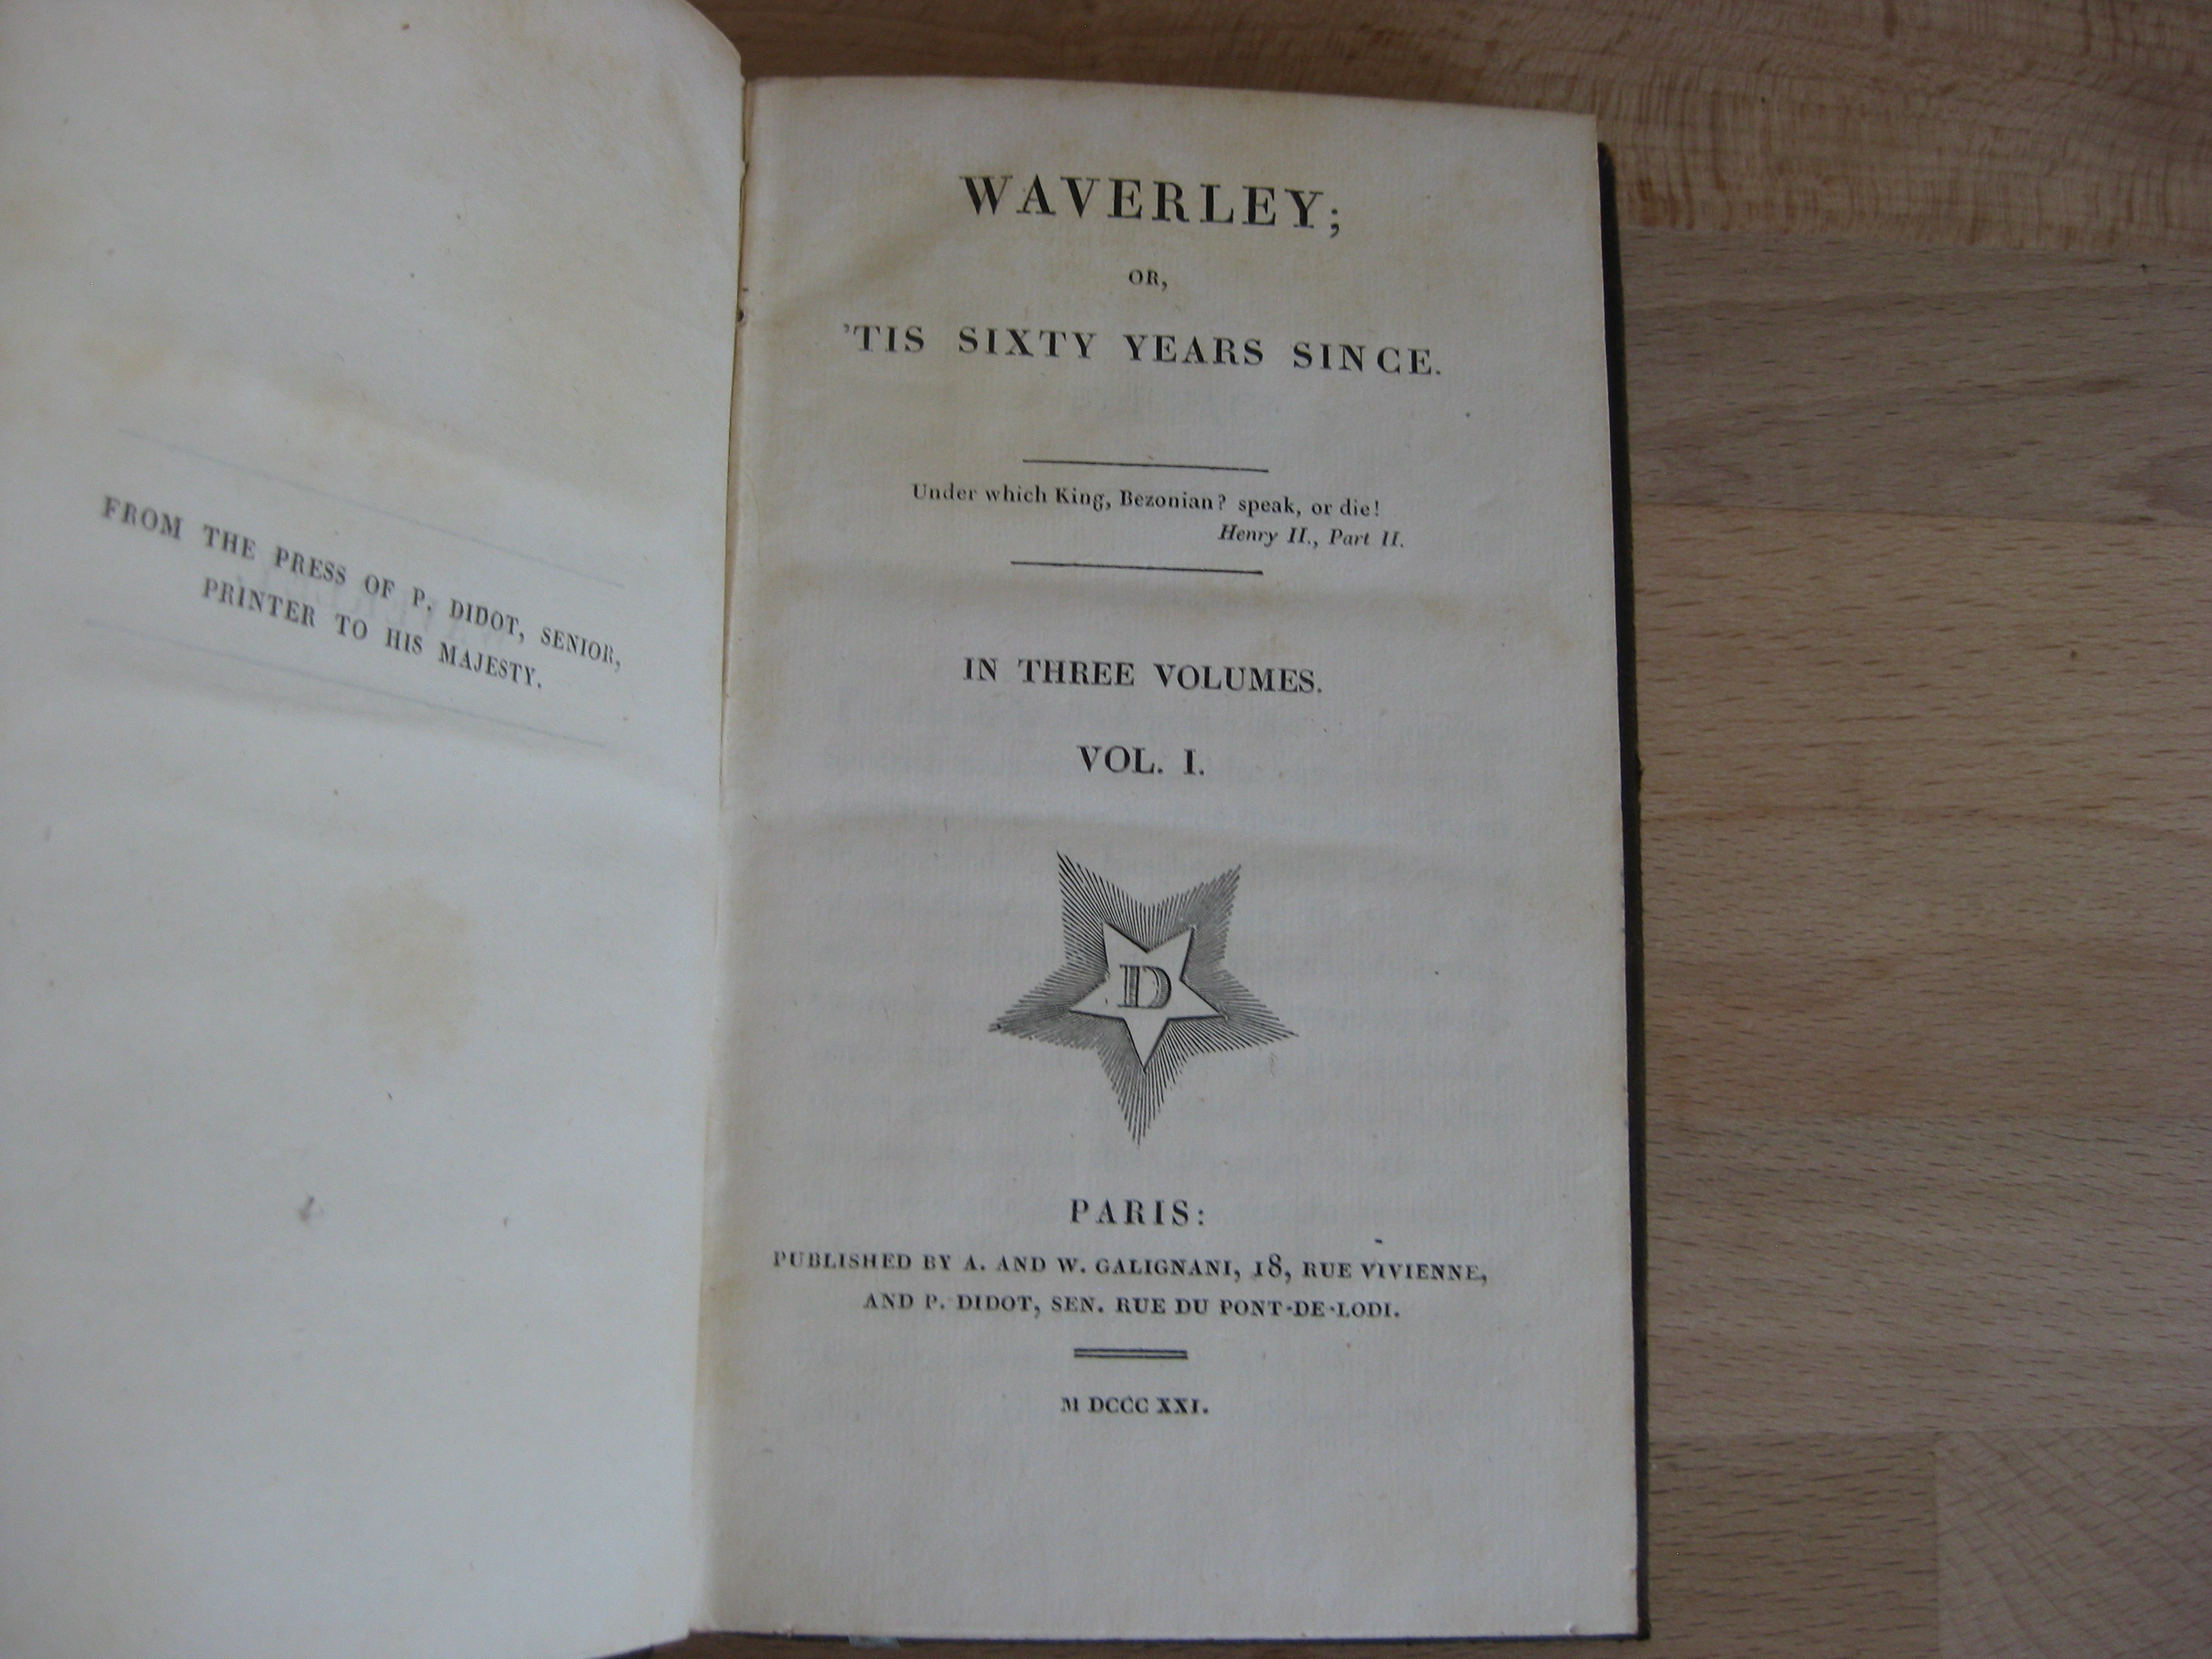 FROM THE PRESS OF P. DIDOT, SENIOR,
PRINTER TO HIS MAJESTY.
WAVERLEY;
OR,
'TIS SIXTY YEARS SINCE.
Under which King, Bezonian? speak, or die!
Henry II., Part II.
IN THREE VOLUMES.
VOL. I.
D
PARIS:
PUBLISHED BY A. AND W. GALIGNANI, 18, RUE VIVIENNE,
AND P. DIDOT, SEN. RUE DU PONT-DE-LODI.
M DCCC XXI.